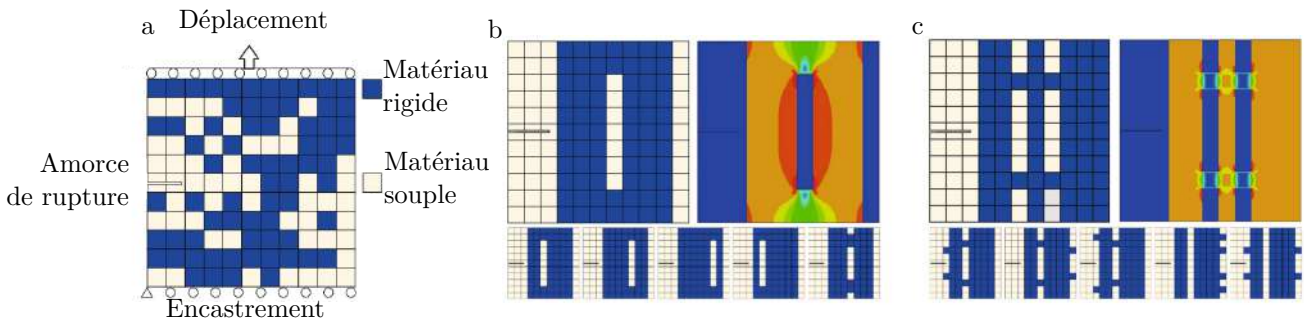 a
Déplacement
Matériau
rigide
Amorce
de rupture
Matériau
souple
Encastrement
b
c